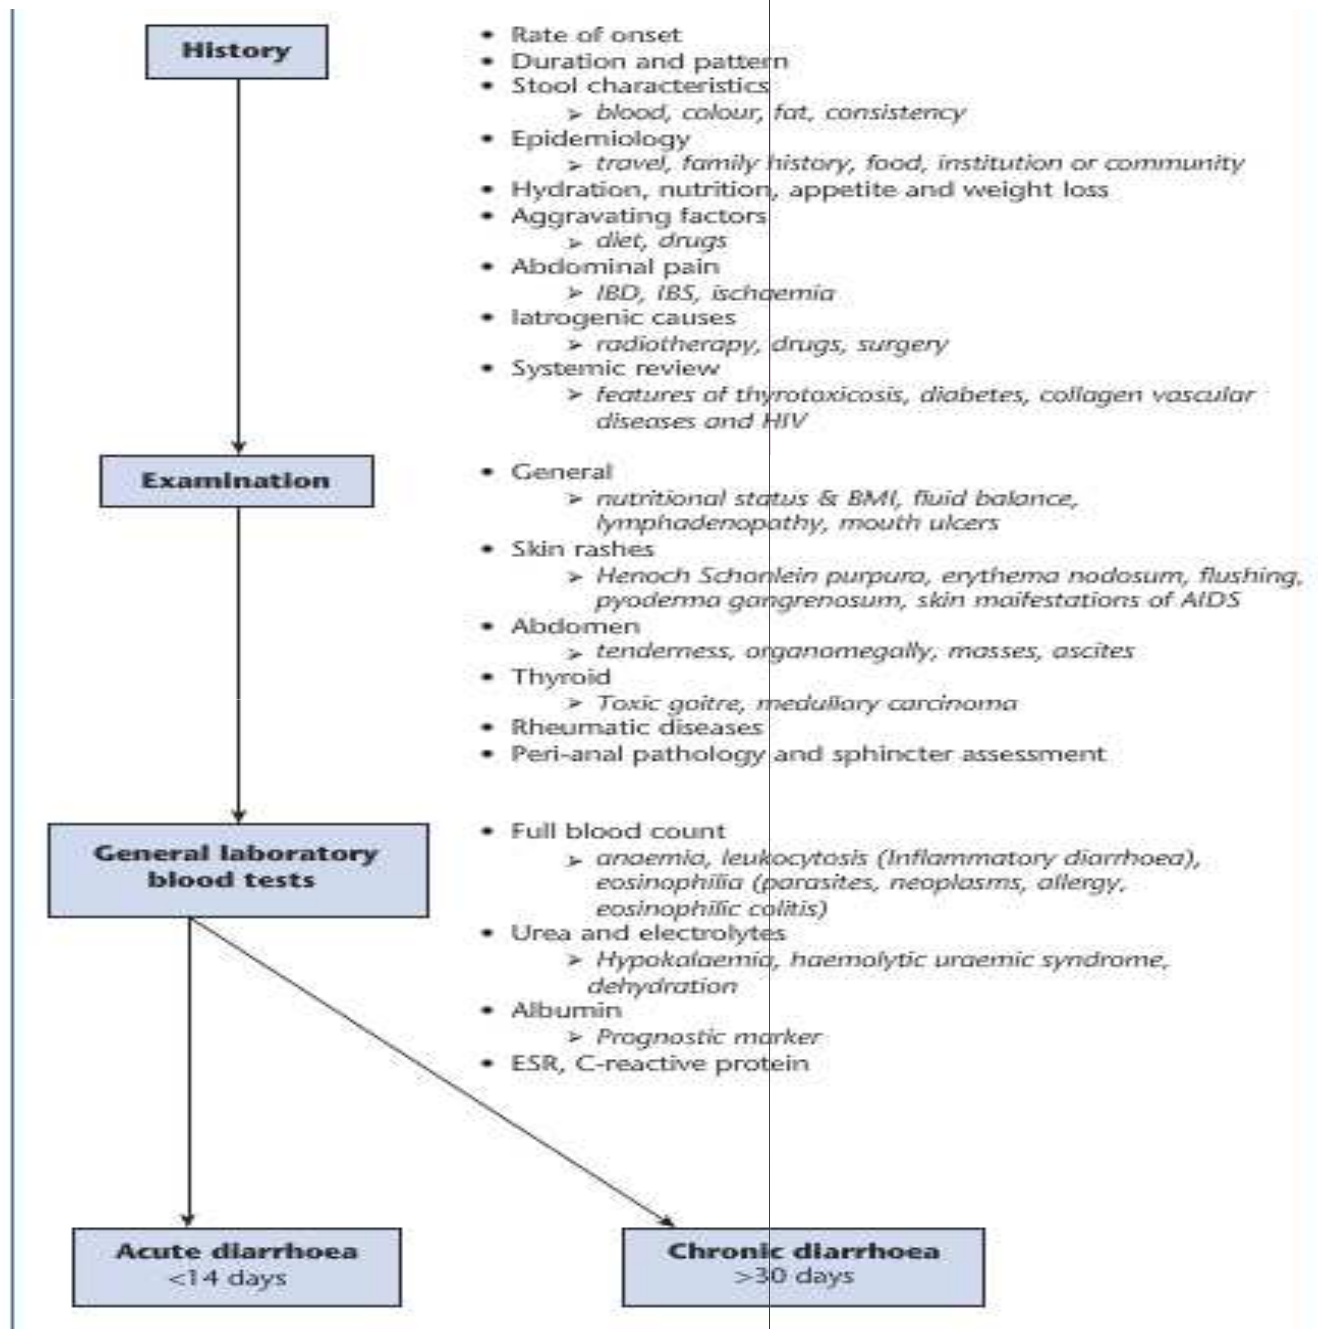 History
• Rate of onset
• Duration and pattern
• Stool characteristics
➢ blood, colour, fat, consistency
• Epidemiology
➢ travel, family history, food, institution or community
• Hydration, nutrition, appetite and weight loss
• Aggravating factors
➢ diet, drugs
• Abdominal pain
➢ IBD, IBS, ischaemia
• Iatrogenic causes
➢ radiotherapy, drugs, surgery
• Systemic review
➢ features of thyrotoxicosis, diabetes, collagen vascular
diseases and HIV
Examination
• General
➢ nutritional status & BMI, fluid balance,
lymphadenopathy, mouth ulcers
• Skin rashes
➢ Henoch Schonlein purpura, erythema nodosum, flushing,
pyoderma gangrenosum, skin maifestations of AIDS
• Abdomen
➢ tenderness, organomegally, masses, ascites
• Thyroid
➢ Toxic goitre, medullary carcinoma
• Rheumatic diseases
• Peri-anal pathology and sphincter assessment
General laboratory
blood tests
• Full blood count
➢ anaemia, leukocytosis (Inflammatory diarrhoea),
eosinophilia (parasites, neoplasms, allergy,
eosinophilic colitis)
• Urea and electrolytes
➢ Hypokalaemia, haemolytic uraemic syndrome,
dehydration
• Albumin
➢ Prognostic marker
• ESR, C-reactive protein
Acute diarrhoea
<14 days
Chronic diarrhoea
>30 days